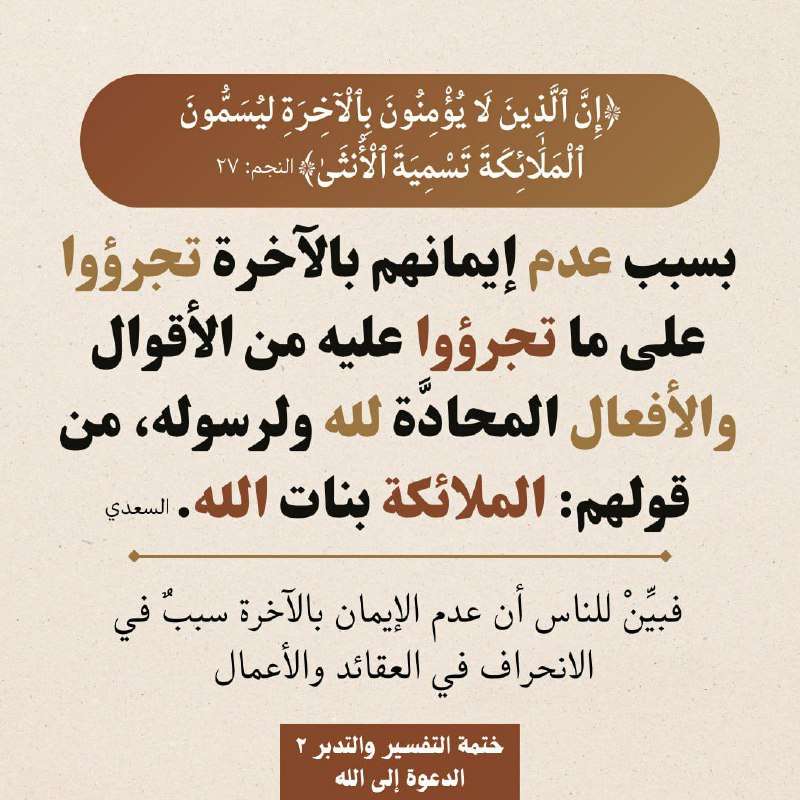 ﴿إِنَّ ٱلَّذِينَ لَا يُؤْمِنُونَ بِٱلْآخِرَةِ لَيُسَمُّونَ
ٱلْمَلَٰٓئِكَةَ تَسْمِيَةَ ٱلْأُنثَىٰ﴾ النجم: ٢٧
بسبب عدم إيمانهم بالآخرة تجرؤوا
على ما تجرؤوا عليه من الأقوال
والأفعال المحادَّة لله ولرسوله، من
قولهم: الملائكة بنات الله. السعدي
فبيِّنْ للناس أن عدم الإيمان بالآخرة سببٌ في
الانحراف في العقائد والأعمال
ختمة التفسير والتدبر ٢
الدعوة إلى الله